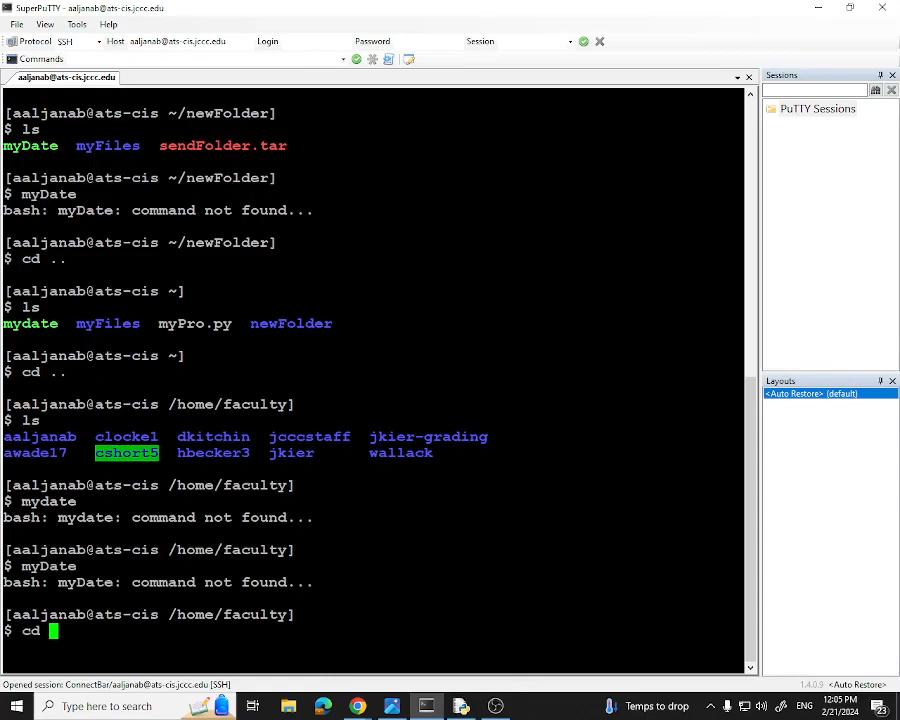 SuperPuTTY - aaljanab@ats-cis.jccc.edu
File View Tools Help
Protocol SSH Host aaljanab@ats-cis.jccc.edu Login Password Session
Commands
aaljanab@ats-cis.jccc.edu
Sessions
PuTTY Sessions
[aaljanab@ats-cis ~/newFolder]
$ ls
myDate myFiles sendFolder.tar
[aaljanab@ats-cis ~/newFolder]
$ myDate
bash: myDate: command not found...
[aaljanab@ats-cis ~/newFolder]
$ cd ..
[aaljanab@ats-cis ~]
$ ls
mydate myFiles myPro.py newFolder
[aaljanab@ats-cis ~]
$ cd ..
[aaljanab@ats-cis /home/faculty]
$ ls
aaljanab clockel dkitchin jcccstaff jkier-grading
awadel7 cshort5 hbecker3 jkier wallack
[aaljanab@ats-cis /home/faculty]
$ mydate
bash: mydate: command not found...
[aaljanab@ats-cis /home/faculty]
$ myDate
bash: myDate: command not found...
[aaljanab@ats-cis /home/faculty]
$ cd
Layouts
<Auto Restore> (default)
Opened session: ConnectBar/aaljanab@ats-cis.jccc.edu [SSH]
1.4.0.9 <Auto Restore>
Type here to search
Temps to drop
ENG
12:05 PM
2/21/2024
23